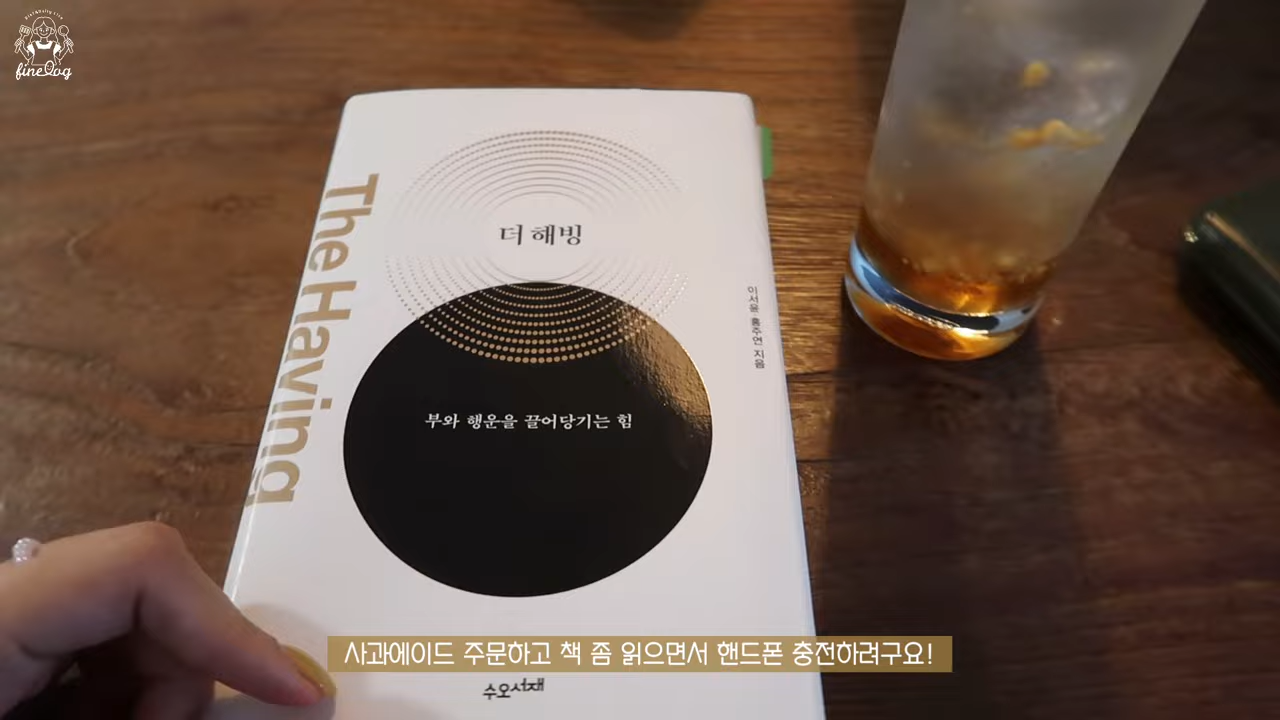 fineLog
The Having
더 해빙
이서윤 홍주연 지음
부와 행운을 끌어당기는 힘
사과에이드 주문하고 책 좀 읽으면서 핸드폰 충전하려구요!
수오서재